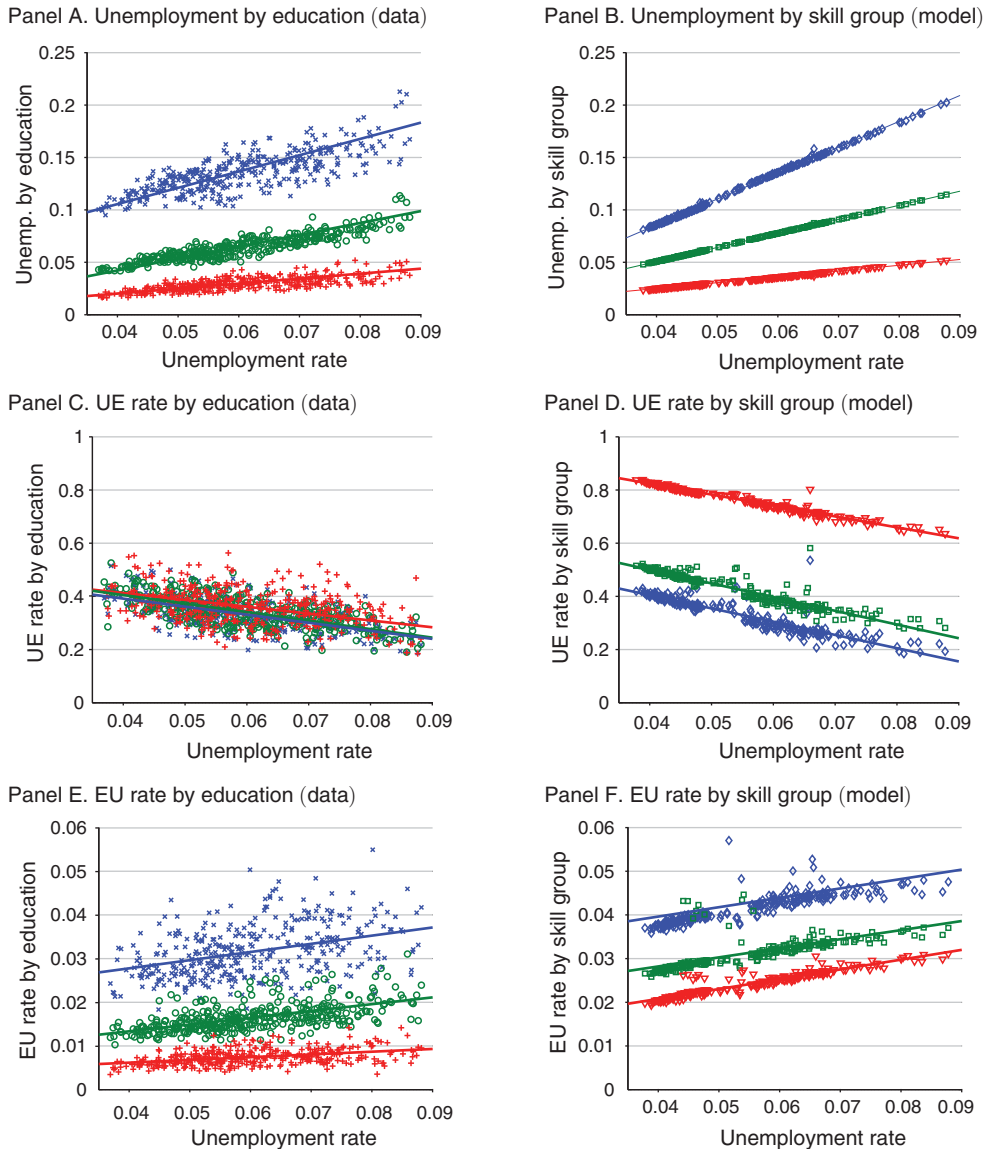 Panel A. Unemployment by education (data)
Unemp. by education
0.25
0.2
0.15
0.1
0.05
0
0.04 0.05 0.06 0.07 0.08 0.09
Unemployment rate
Panel B. Unemployment by skill group (model)
Unemp. by skill group
0.25
0.2
0.15
0.1
0.05
0
0.04 0.05 0.06 0.07 0.08 0.09
Unemployment rate
Panel C. UE rate by education (data)
UE rate by education
1
0.8
0.6
0.4
0.2
0
0.04 0.05 0.06 0.07 0.08 0.09
Unemployment rate
Panel D. UE rate by skill group (model)
UE rate by skill group
1
0.8
0.6
0.4
0.2
0
0.04 0.05 0.06 0.07 0.08 0.09
Unemployment rate
Panel E. EU rate by education (data)
EU rate by education
0.06
0.05
0.04
0.03
0.02
0.01
0
0.04 0.05 0.06 0.07 0.08 0.09
Unemployment rate
Panel F. EU rate by skill group (model)
EU rate by skill group
0.06
0.05
0.04
0.03
0.02
0.01
0
0.04 0.05 0.06 0.07 0.08 0.09
Unemployment rate